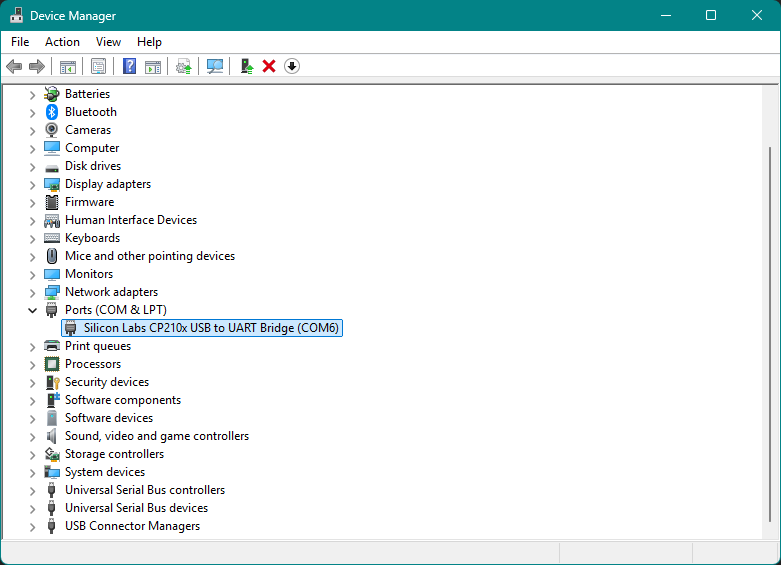 Device Manager
File Action View Help
Batteries
Bluetooth
Cameras
Computer
Disk drives
Display adapters
Firmware
Human Interface Devices
Keyboards
Mice and other pointing devices
Monitors
Network adapters
Ports (COM & LPT)
Silicon Labs CP210x USB to UART Bridge (COM6)
Print queues
Processors
Security devices
Software components
Software devices
Sound, video and game controllers
Storage controllers
System devices
Universal Serial Bus controllers
Universal Serial Bus devices
USB Connector Managers